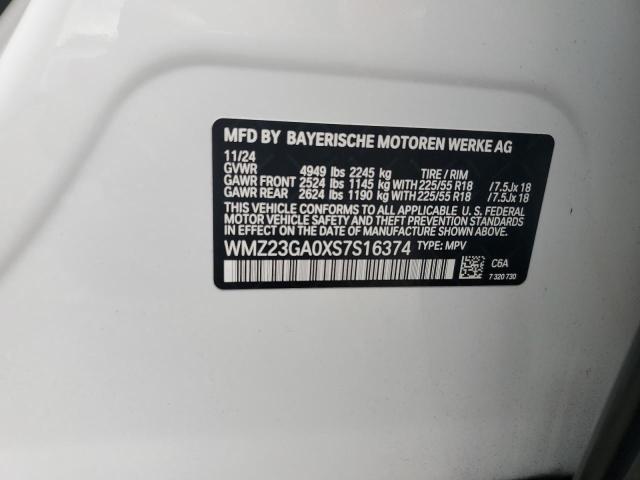 MFD BY BAYERISCHE MOTOREN WERKE AG
11/24
GVWR 4949 lbs 2245 kg TIRE / RIM
GAWR FRONT 2524 lbs 1145 kg WITH 225/55 R18 /7.5Jx18
GAWR REAR 2624 lbs 1190 kg WITH 225/55 R18 /7.5Jx18
THIS VEHICLE CONFORMS TO ALL APPLICABLE U.S. FEDERAL
MOTOR VEHICLE SAFETY, BUMPER, AND THEFT PREVENTION STANDARDS
IN EFFECT ON THE DATE OF MANUFACTURE SHOWN ABOVE.
WMZ23GA0XS7S16374 TYPE: MPV
C6A
7 320 730